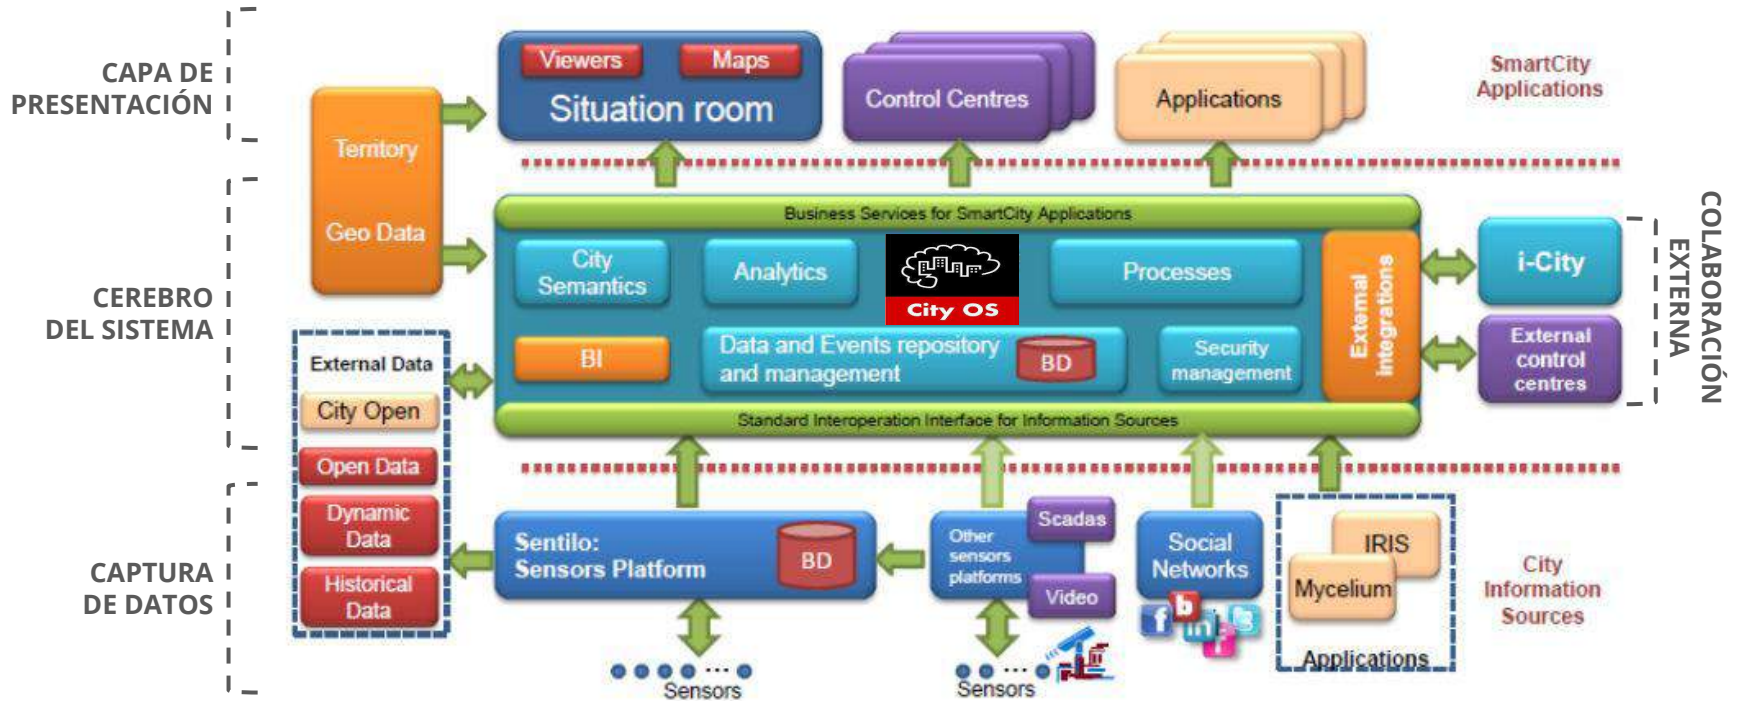 CAPA DE
PRESENTACIÓN
Viewers
Maps
Situation room
Control Centres
Applications
SmartCity
Applications
Territory
Geo Data
CEREBRO
DEL SISTEMA
Business Services for SmartCity Applications
City
Semantics
Analytics
City OS
Processes
BI
Data and Events repository
and management
BD
Security
management
External
integrations
Standard Interoperation Interface for Information Sources
i-City
External
control
centres
COLABORACIÓN
EXTERNA
External Data
City Open
Open Data
Dynamic
Data
Historical
Data
CAPTURA
DE DATOS
Sentilo:
Sensors Platform
BD
Other
sensors
platforms
Scadas
Video
Social
Networks
f
b
in
f
t
IRIS
Mycelium
Applications
City
Information
Sources
Sensors
Sensors